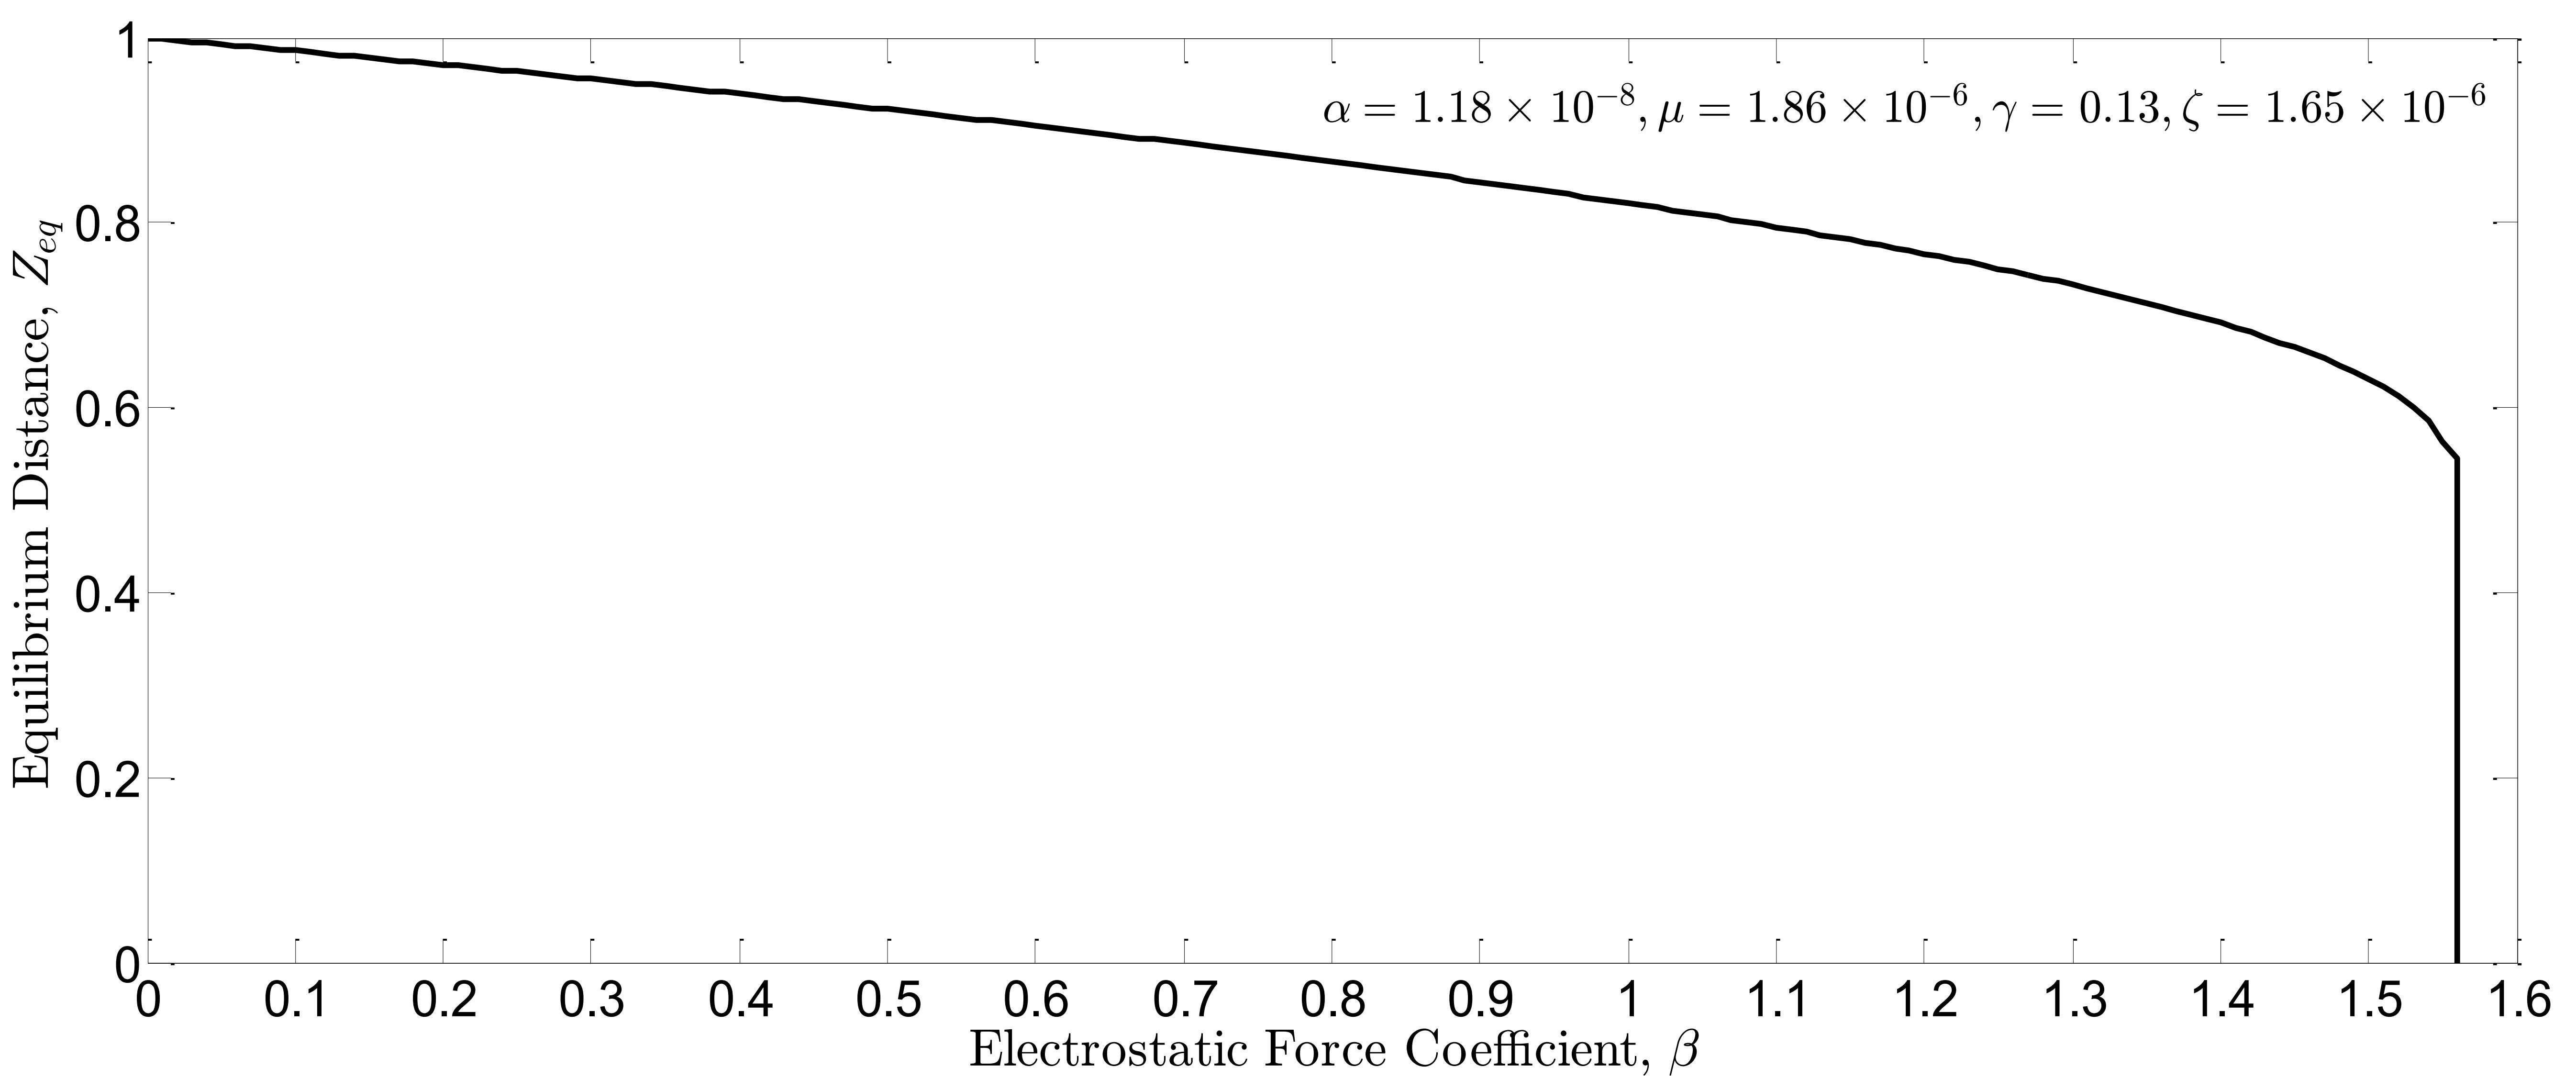 α = 1.18 × 10⁻⁸, μ = 1.86 × 10⁻⁶, γ = 0.13, ζ = 1.65 × 10⁻⁶
Equilibrium Distance, Z_eq
1
0.8
0.6
0.4
0.2
0
0 0.1 0.2 0.3 0.4 0.5 0.6 0.7 0.8 0.9 1 1.1 1.2 1.3 1.4 1.5 1.6
Electrostatic Force Coefficient, β